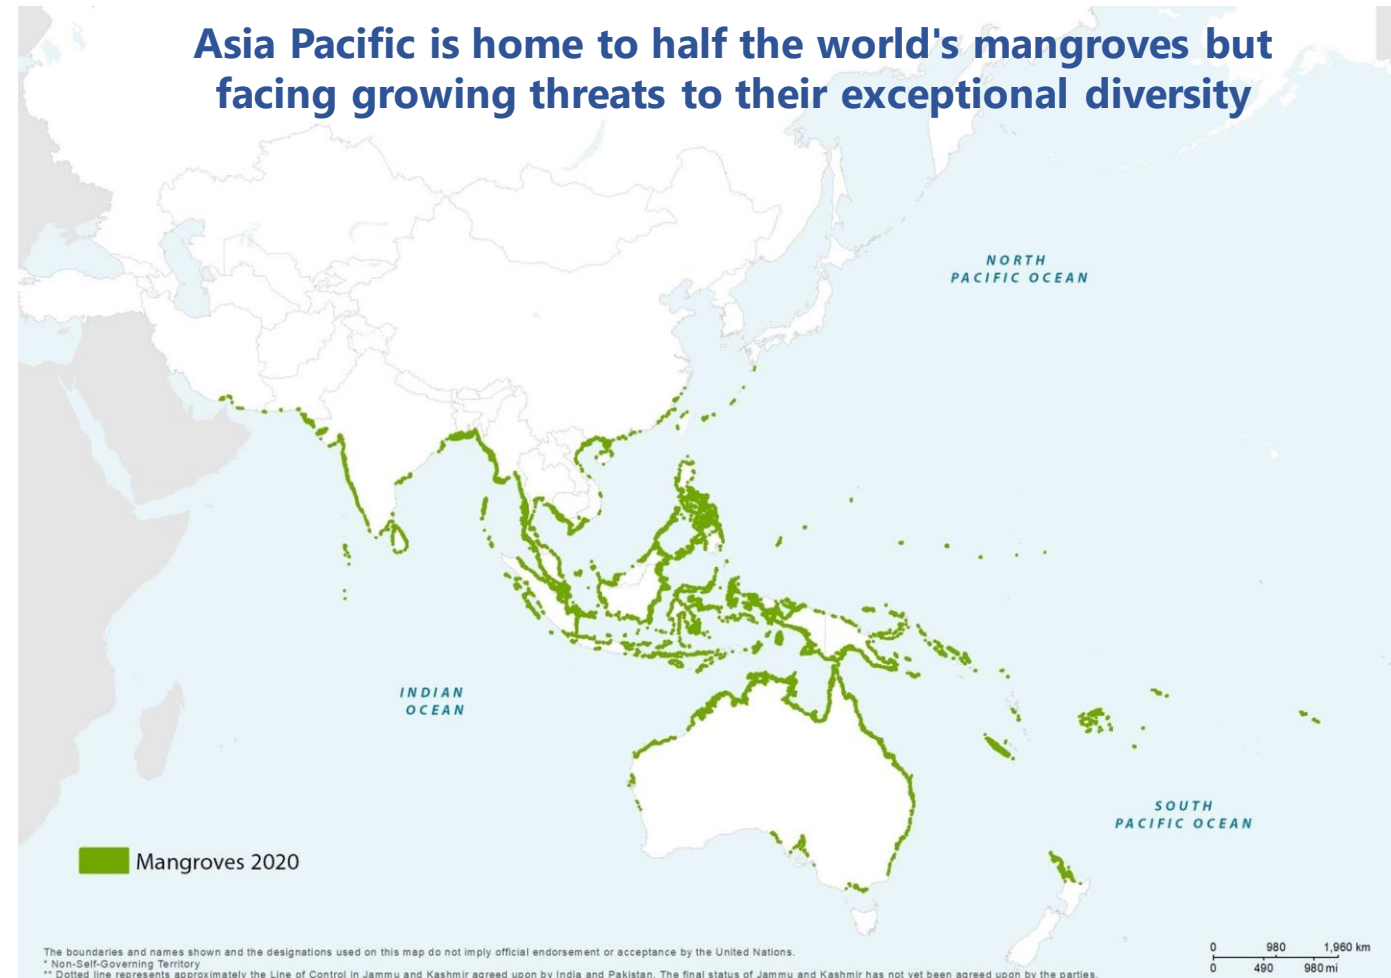 Asia Pacific is home to half the world's mangroves but
facing growing threats to their exceptional diversity
NORTH
PACIFIC OCEAN
INDIAN
OCEAN
SOUTH
PACIFIC OCEAN
Mangroves 2020
The boundaries and names shown and the designations used on this map do not imply official endorsement or acceptance by the United Nations.
* Non-Self-Governing Territory
** Dotted line represents approximately the Line of Control in Jammu and Kashmir agreed upon by India and Pakistan. The final status of Jammu and Kashmir has not yet been agreed upon by the parties.
0 980 1,960 km
0 490 980 mi